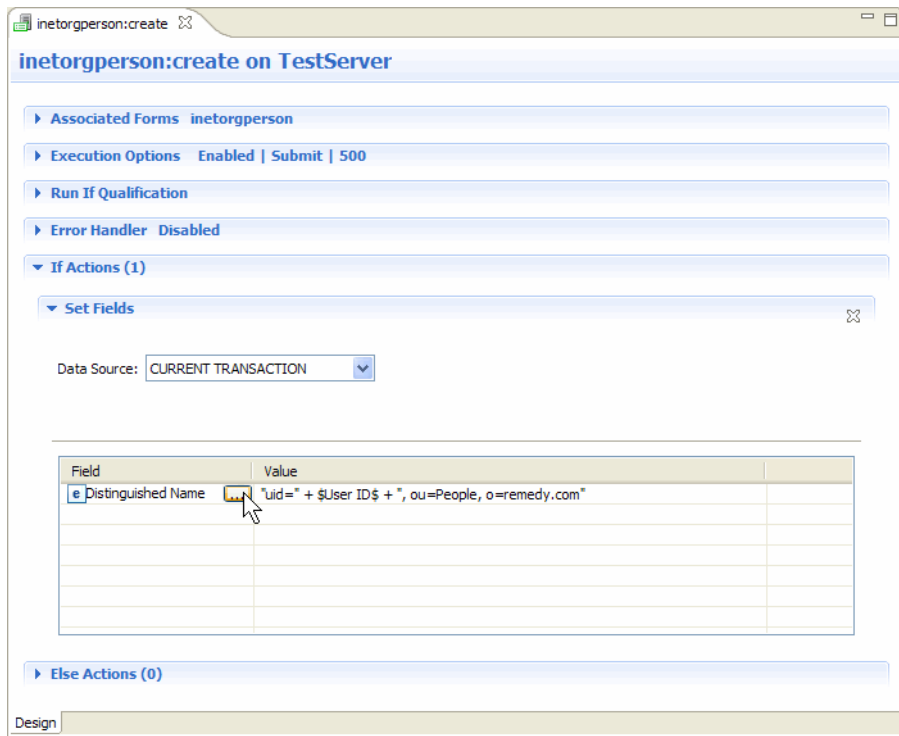 inetorgperson:create
inetorgperson:create on TestServer
Associated Forms inetorgperson
Execution Options Enabled | Submit | 500
Run If Qualification
Error Handler Disabled
If Actions (1)
Set Fields
Data Source: CURRENT TRANSACTION
Field Value
e Distinguished Name ... "uid=" + $User ID$ + ", ou=People, o=remedy.com"
Else Actions (0)
Design